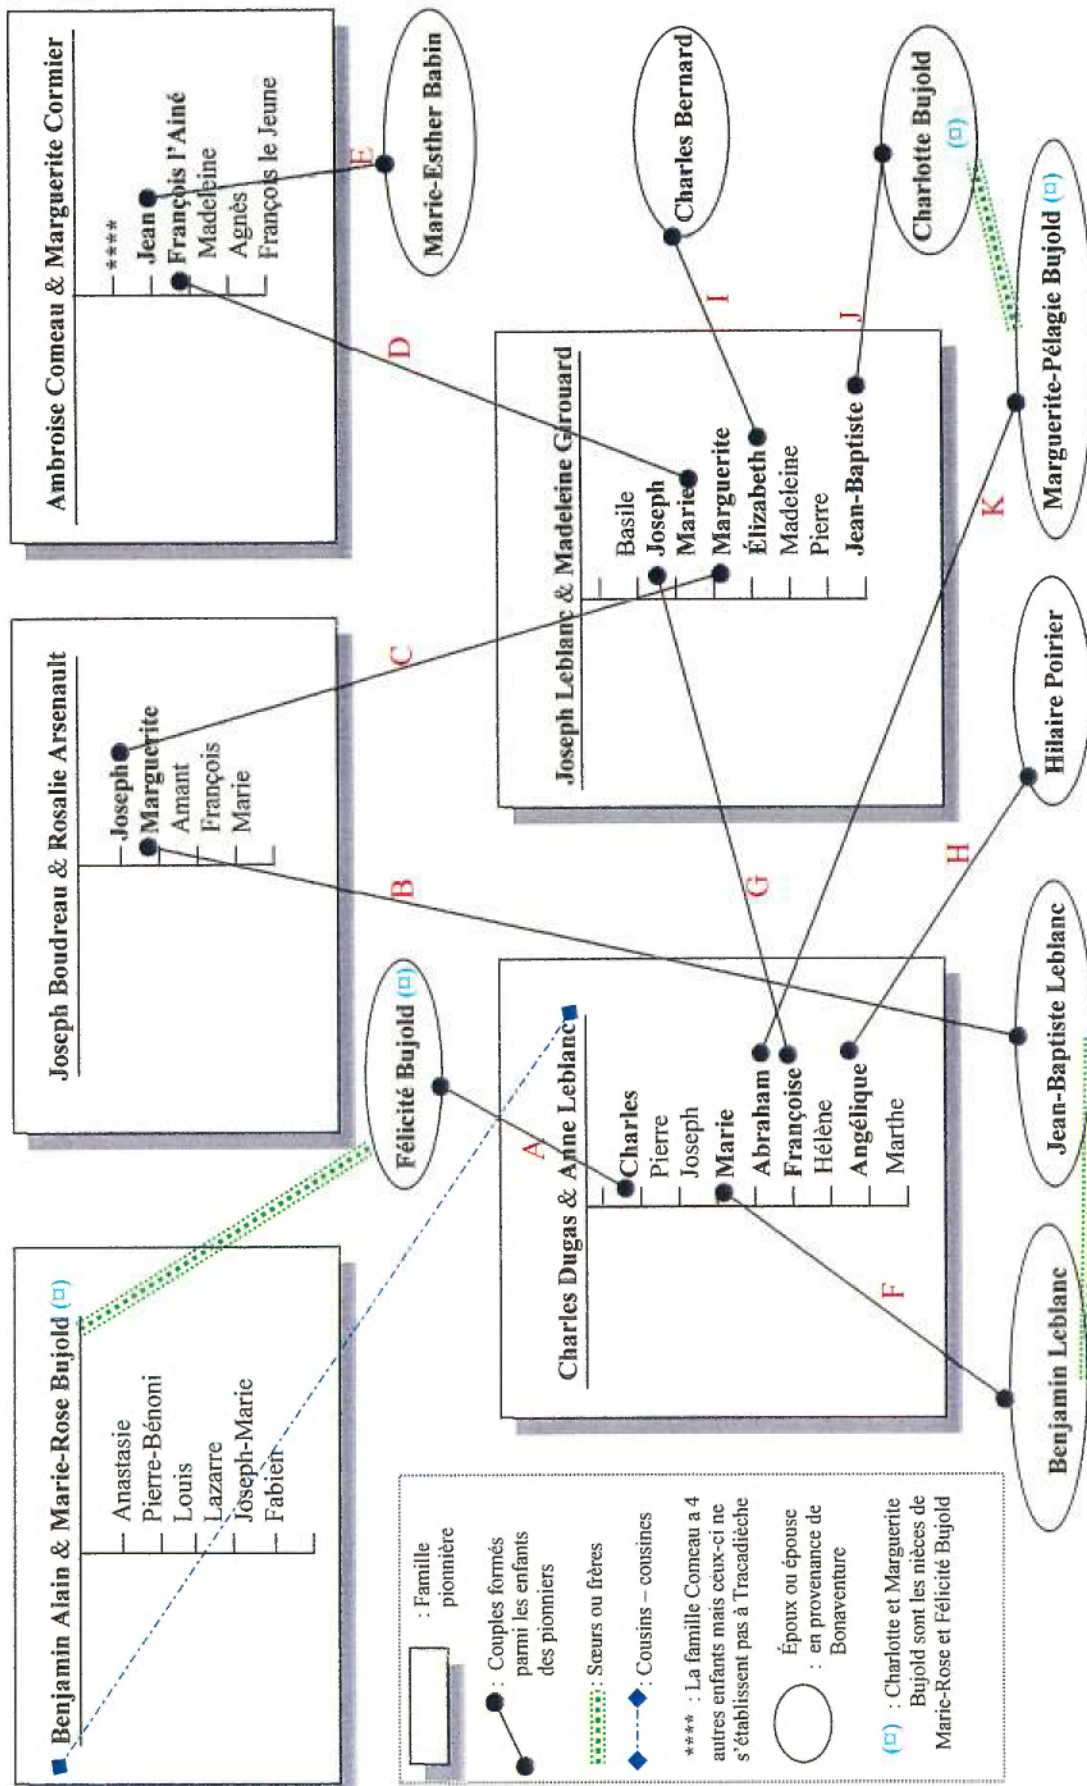 Benjamin Alain & Marie-Rose Bujold (¤)
Anastasie
Pierre-Bénoni
Louis
Lazarre
Joseph-Marie
Fabien
Joseph Boudreau & Rosalie Arsenault
Joseph
Marguerite
Amant
François
Marie
Ambroise Comeau & Marguerite Cormier
****
Jean
François l'Ainé
Madeleine
Agnès
François le Jeune
Félicité Bujold (¤)
Marie-Esther Babin
A
B
C
D
E
Charles Dugas & Anne Leblanc
Charles
Pierre
Joseph
Marie
Abraham
Françoise
Hélène
Angélique
Marthe
Joseph Leblanc & Madeleine Girouard
Basile
Joseph
Marie
Marguerite
Élizabeth
Madeleine
Pierre
Jean-Baptiste
Charles Bernard
Charlotte Bujold
(¤)
F
G
H
I
J
K
Benjamin Leblanc
Jean-Baptiste Leblanc
Hilaire Poirier
Marguerite-Pélagie Bujold (¤)
: Famille
pionnière
: Couples formés
parmi les enfants
des pionniers
: Sœurs ou frères
: Cousins – cousines
**** : La famille Comeau a 4
autres enfants mais ceux-ci ne
s'établissent pas à Tracadièche
Époux ou épouse
: en provenance de
Bonaventure
(¤) : Charlotte et Marguerite
Bujold sont les nièces de
Marie-Rose et Félicité Bujold